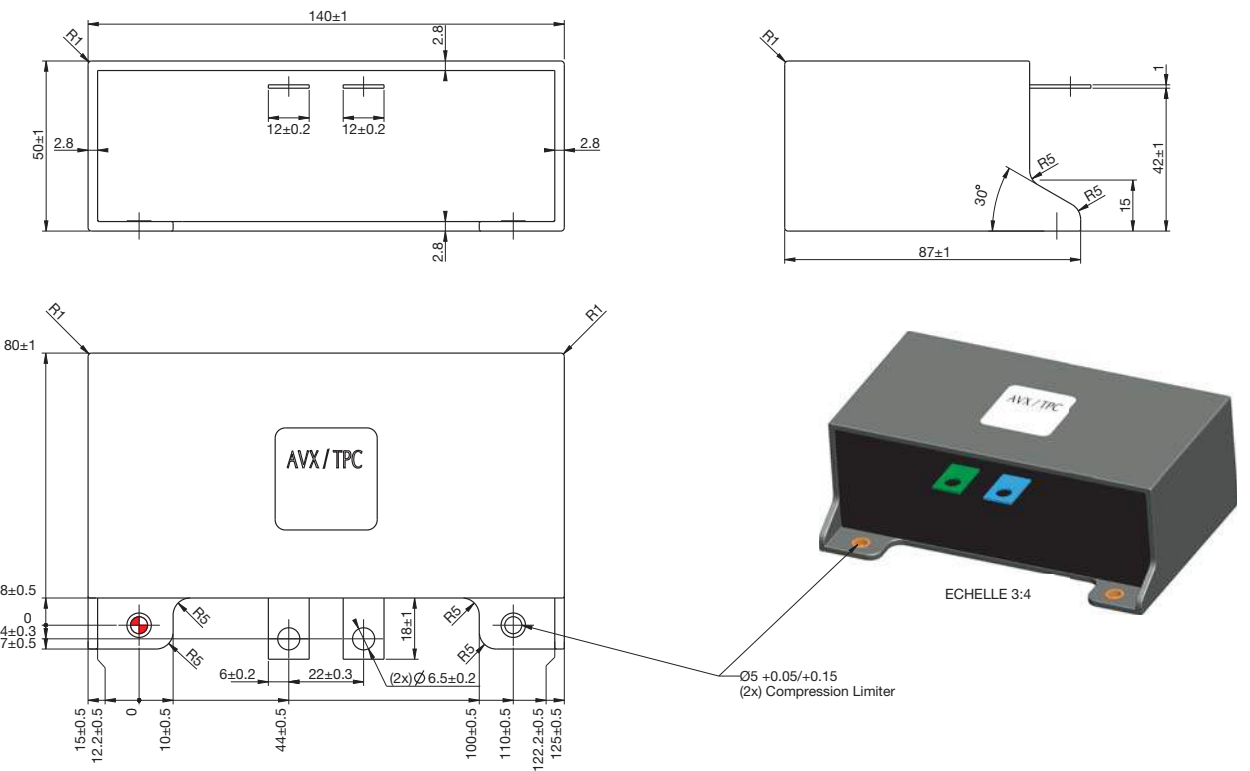 140±1
2.8
R1
50±1
2.8
12±0.2
12±0.2
2.8
2.8
R1
1
42±1
R5
30°
R5
15
87±1
R1
R1
80±1
AVX/TPC
8±0.5
0
4±0.3
7±0.5
R5
R5
R5
R5
18±1
6±0.2
22±0.3
(2x)Ø 6.5±0.2
15±0.5
12.2±0.5
0
10±0.5
44±0.5
100±0.5
110±0.5
122.2±0.5
125±0.5
AVX/TPC
ECHELLE 3:4
Ø5 +0.05/+0.15
(2x) Compression Limiter